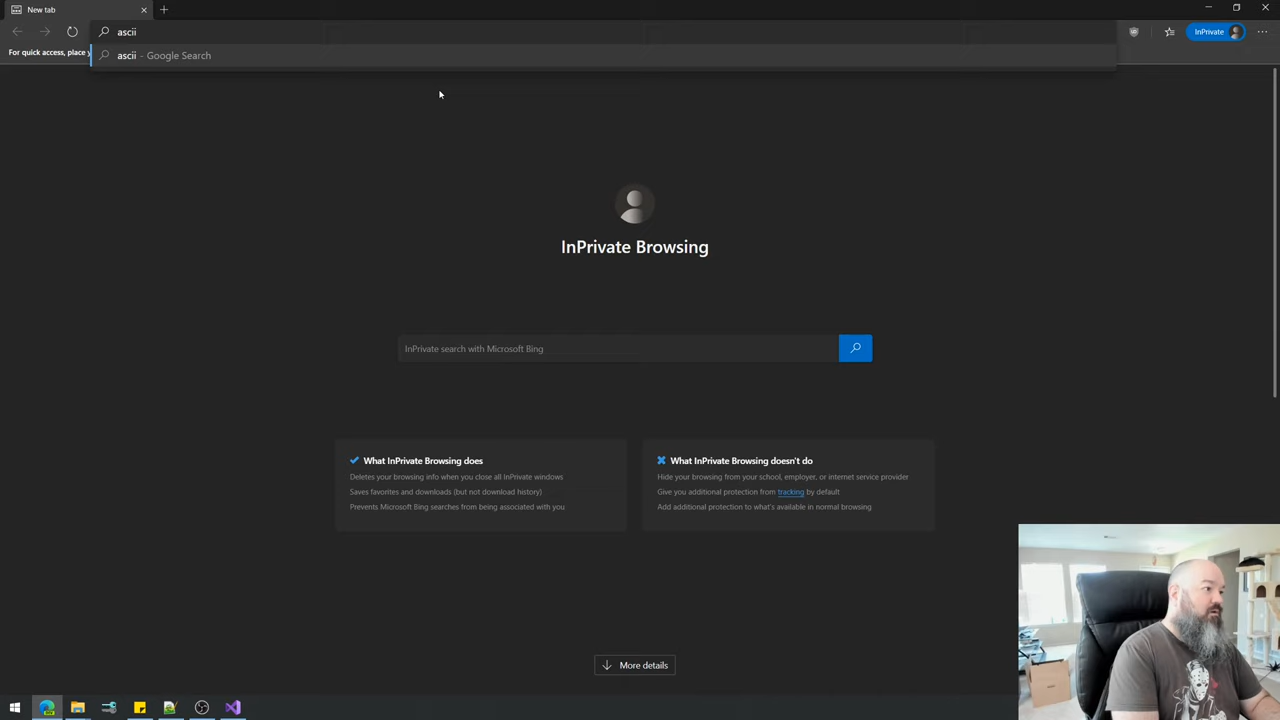 New tab
ascii
InPrivate
For quick access, place y
ascii - Google Search
InPrivate Browsing
InPrivate search with Microsoft Bing
What InPrivate Browsing does
Deletes your browsing info when you close all InPrivate windows
Saves favorites and downloads (but not download history)
Prevents Microsoft Bing searches from being associated with you
What InPrivate Browsing doesn't do
Hide your browsing from your school, employer, or internet service provider
Give you additional protection from tracking by default
Add additional protection to what's available in normal browsing
More details